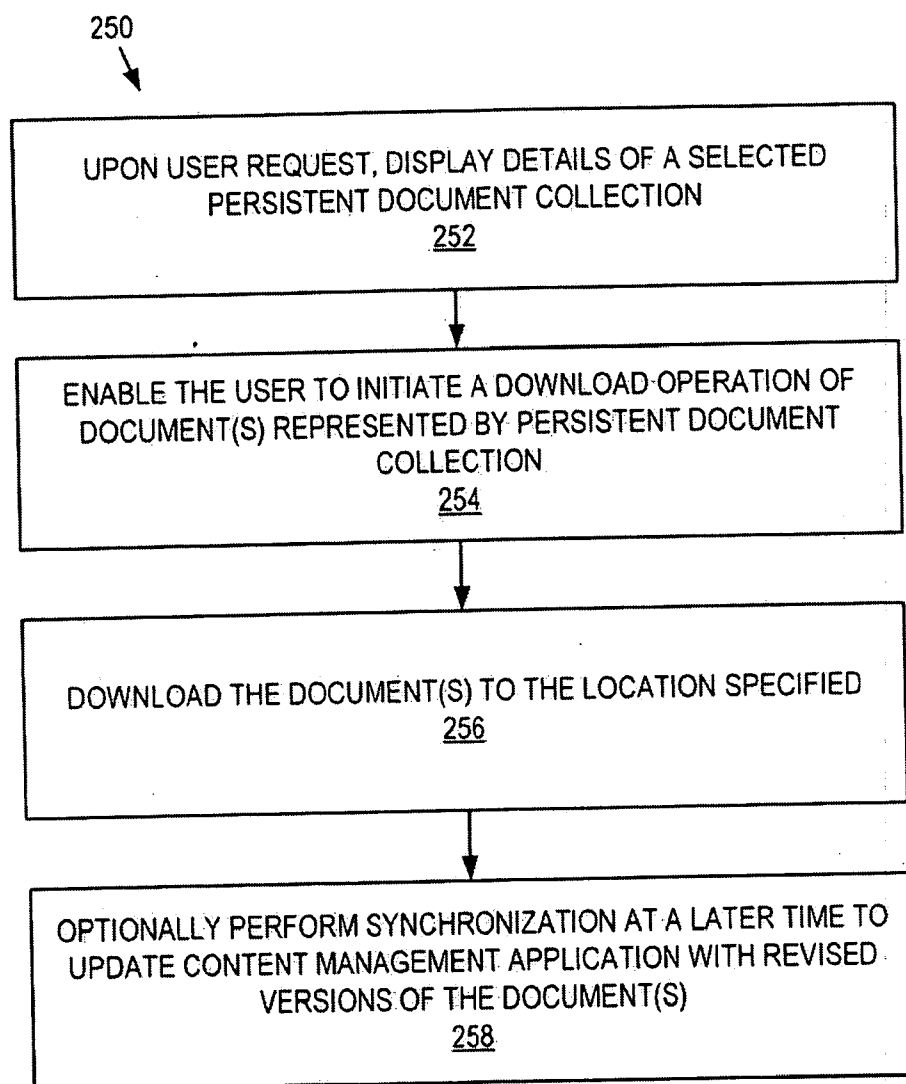 250
UPON USER REQUEST, DISPLAY DETAILS OF A SELECTED
PERSISTENT DOCUMENT COLLECTION
252
ENABLE THE USER TO INITIATE A DOWNLOAD OPERATION OF
DOCUMENT(S) REPRESENTED BY PERSISTENT DOCUMENT
COLLECTION
254
DOWNLOAD THE DOCUMENT(S) TO THE LOCATION SPECIFIED
256
OPTIONALLY PERFORM SYNCHRONIZATION AT A LATER TIME TO
UPDATE CONTENT MANAGEMENT APPLICATION WITH REVISED
VERSIONS OF THE DOCUMENT(S)
258